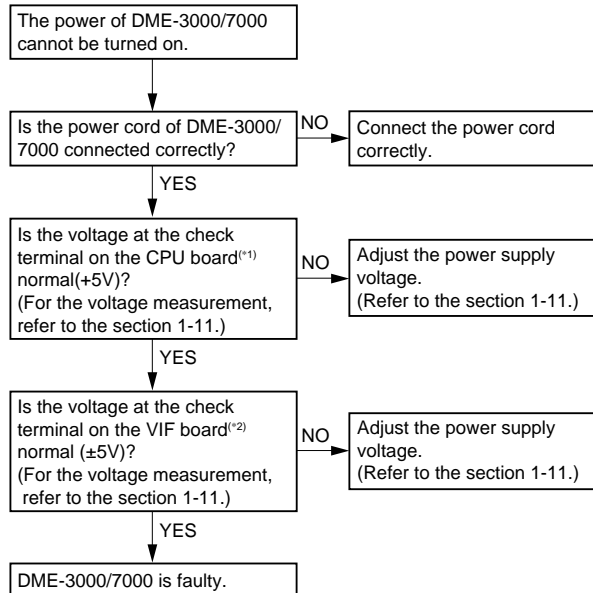 The power of DME-3000/7000
cannot be turned on.
Is the power cord of DME-3000/
7000 connected correctly?
NO
Connect the power cord
correctly.
YES
Is the voltage at the check
terminal on the CPU board(*1)
normal(+5V)?
(For the voltage measurement,
refer to the section 1-11.)
NO
Adjust the power supply
voltage.
(Refer to the section 1-11.)
YES
Is the voltage at the check
terminal on the VIF board(*2)
normal (±5V)?
(For the voltage measurement,
refer to the section 1-11.)
NO
Adjust the power supply
voltage.
(Refer to the section 1-11.)
YES
DME-3000/7000 is faulty.